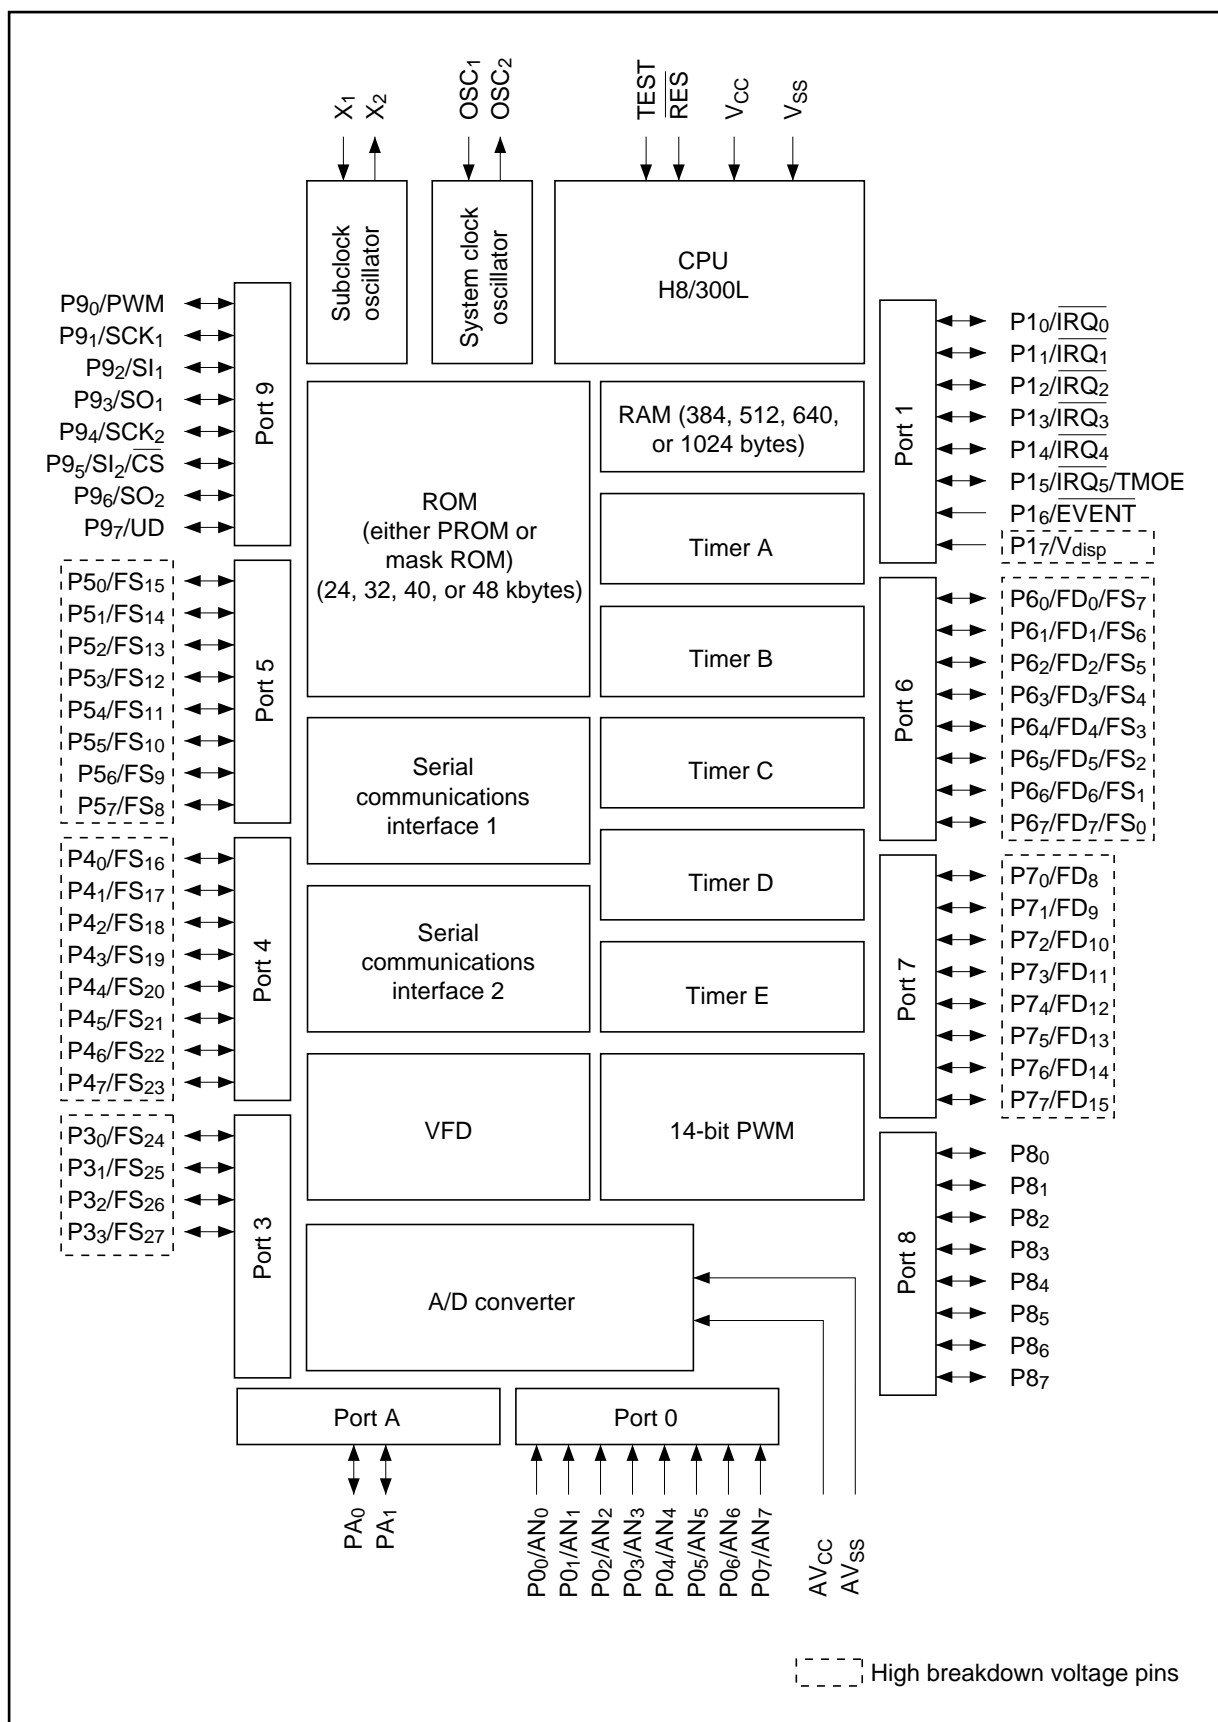 X1
X2
OSC1
OSC2
TEST
RES
VCC
VSS
Subclock
oscillator
System clock
oscillator
CPU
H8/300L
P90/PWM
P91/SCK1
P92/SI1
P93/SO1
P94/SCK2
P95/SI2/CS
P96/SO2
P97/UD
Port 9
P50/FS15
P51/FS14
P52/FS13
P53/FS12
P54/FS11
P55/FS10
P56/FS9
P57/FS8
Port 5
P40/FS16
P41/FS17
P42/FS18
P43/FS19
P44/FS20
P45/FS21
P46/FS22
P47/FS23
Port 4
P30/FS24
P31/FS25
P32/FS26
P33/FS27
Port 3
ROM
(either PROM or
mask ROM)
(24, 32, 40, or 48 kbytes)
RAM (384, 512, 640,
or 1024 bytes)
Timer A
Timer B
Serial
communications
interface 1
Timer C
Timer D
Serial
communications
interface 2
Timer E
VFD
14-bit PWM
A/D converter
Port 1
P10/IRQ0
P11/IRQ1
P12/IRQ2
P13/IRQ3
P14/IRQ4
P15/IRQ5/TMOE
P16/EVENT
P17/Vdisp
Port 6
P60/FD0/FS7
P61/FD1/FS6
P62/FD2/FS5
P63/FD3/FS4
P64/FD4/FS3
P65/FD5/FS2
P66/FD6/FS1
P67/FD7/FS0
Port 7
P70/FD8
P71/FD9
P72/FD10
P73/FD11
P74/FD12
P75/FD13
P76/FD14
P77/FD15
Port 8
P80
P81
P82
P83
P84
P85
P86
P87
Port A
Port 0
PA0
PA1
P00/AN0
P01/AN1
P02/AN2
P03/AN3
P04/AN4
P05/AN5
P06/AN6
P07/AN7
AVCC
AVSS
High breakdown voltage pins